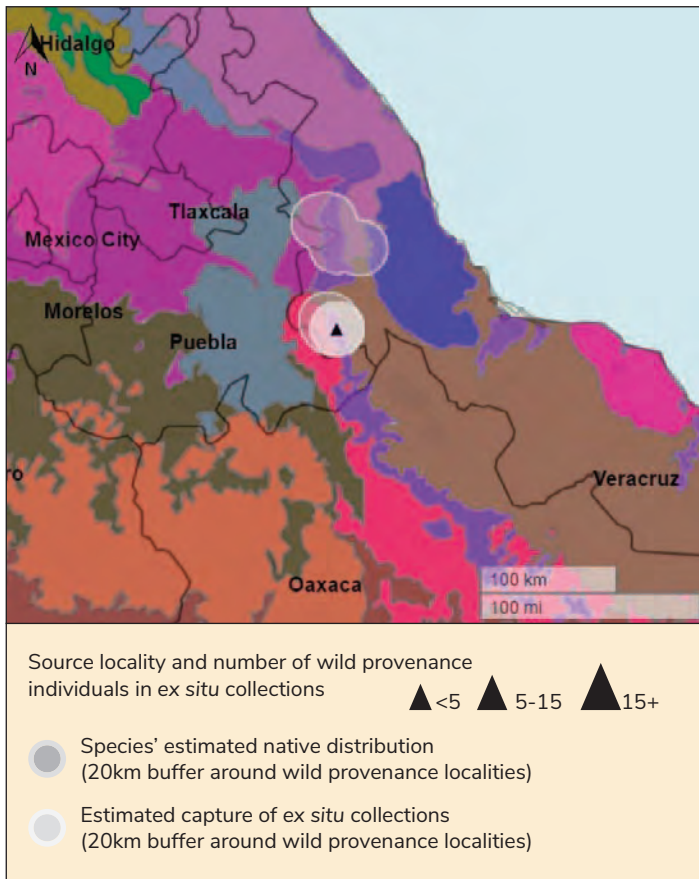 Hidalgo
N
Tlaxcala
Mexico City
Morelos
Puebla
ro
Veracruz
Oaxaca
100 km
100 mi
Source locality and number of wild provenance
individuals in ex situ collections
<5 5-15 15+
Species’ estimated native distribution
(20km buffer around wild provenance localities)
Estimated capture of ex situ collections
(20km buffer around wild provenance localities)